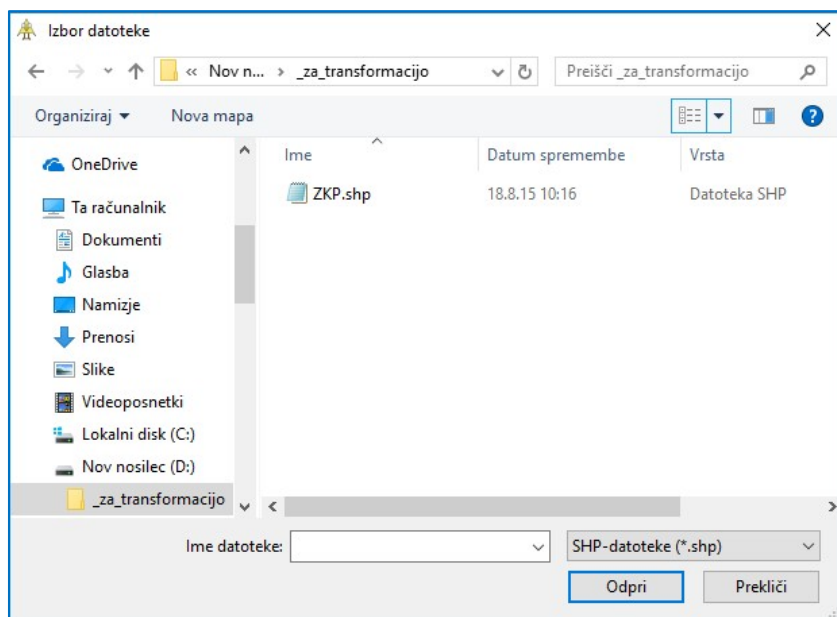 Izbor datoteke
« Nov n... › _za_transformacijo
Preišči _za_transformacijo
Organiziraj
Nova mapa
OneDrive
Ta računalnik
Dokumenti
Glasba
Namizje
Prenosi
Slike
Videoposnetki
Lokalni disk (C:)
Nov nosilec (D:)
_za_transformacijo
Ime Datum spremembe Vrsta
ZKP.shp 18.8.15 10:16 Datoteka SHP
Ime datoteke: SHP-datoteke (*.shp)
Odpri Prekliči